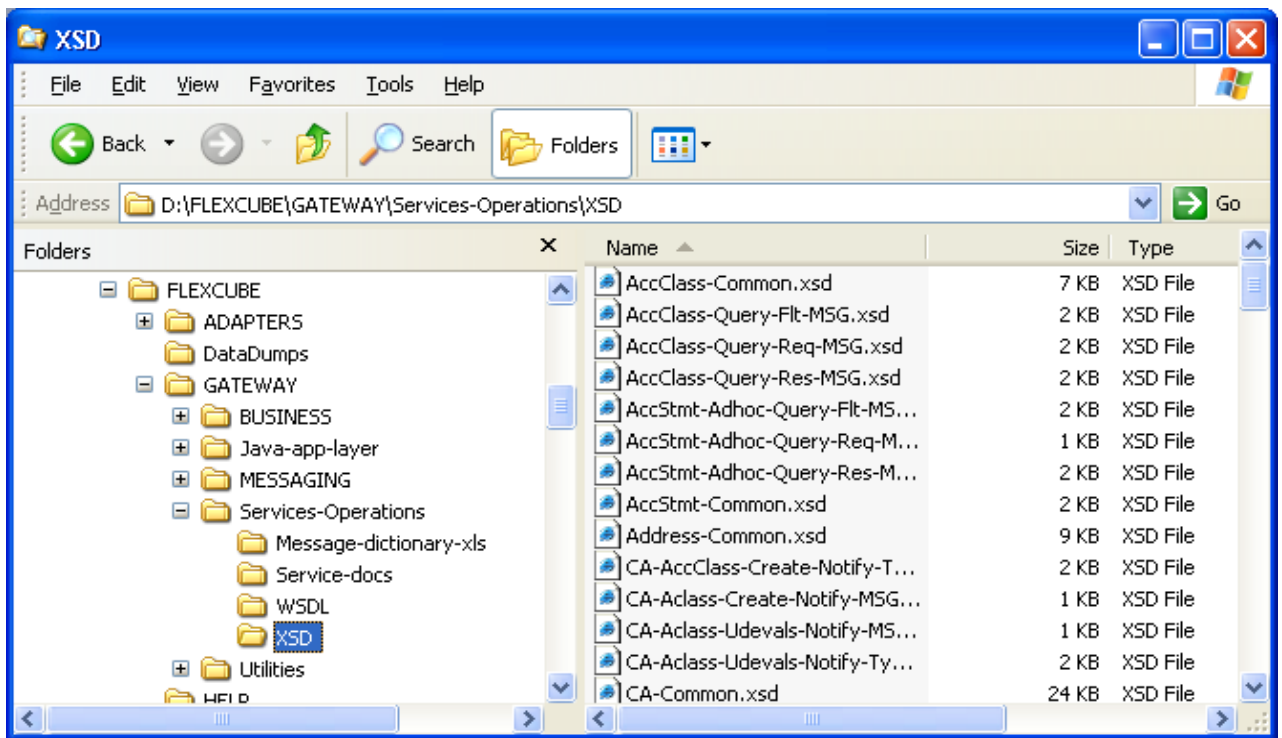 XSD
File Edit View Favorites Tools Help
Back Search Folders
Address D:\FLEXCUBE\GATEWAY\Services-Operations\XSD Go
Folders
FLEXCUBE
ADAPTERS
DataDumps
GATEWAY
BUSINESS
Java-app-layer
MESSAGING
Services-Operations
Message-dictionary-xls
Service-docs
WSDL
XSD
Utilities
HELP
Name Size Type
AccClass-Common.xsd 7 KB XSD File
AccClass-Query-Flt-MSG.xsd 2 KB XSD File
AccClass-Query-Req-MSG.xsd 2 KB XSD File
AccClass-Query-Res-MSG.xsd 2 KB XSD File
AccStmt-Adhoc-Query-Flt-MS... 2 KB XSD File
AccStmt-Adhoc-Query-Req-M... 1 KB XSD File
AccStmt-Adhoc-Query-Res-M... 2 KB XSD File
AccStmt-Common.xsd 2 KB XSD File
Address-Common.xsd 9 KB XSD File
CA-AccClass-Create-Notify-T... 2 KB XSD File
CA-Aclass-Create-Notify-MSG... 1 KB XSD File
CA-Aclass-Udevals-Notify-MS... 1 KB XSD File
CA-Aclass-Udevals-Notify-Ty... 2 KB XSD File
CA-Common.xsd 24 KB XSD File